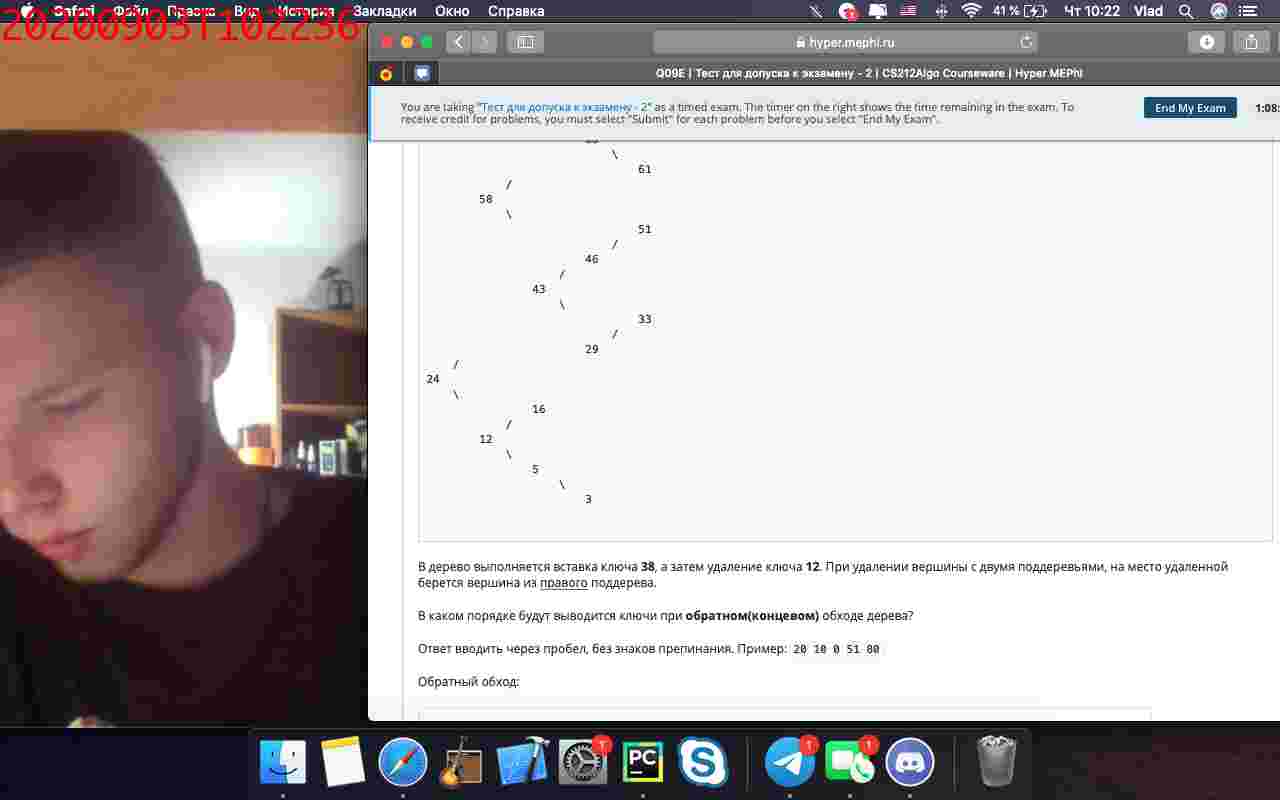 Safari Файл Правка Вид История Закладки Окно Справка 41 % Чт 10:22 Vlad
20200903T102236
hyper.mephi.ru
Q09E | Тест для допуска к экзамену - 2 | CS212Algo Courseware | Hyper.MEPhI
You are taking "Тест для допуска к экзамену - 2" as a timed exam. The timer on the right shows the time remaining in the exam. To
receive credit for problems, you must select "Submit" for each problem before you select "End My Exam".
End My Exam
1:08:
\
61
/
58
\
51
/
46
/
43
\
33
/
29
/
24
\
16
/
12
\
5
\
3
В дерево выполняется вставка ключа 38, а затем удаление ключа 12. При удалении вершины с двумя поддеревьями, на место удаленной
берется вершина из правого поддерева.
В каком порядке будут выводится ключи при обратном(концевом) обходе дерева?
Ответ вводить через пробел, без знаков препинания. Пример: 20 10 0 51 80
Обратный обход:
1
PC
1
1